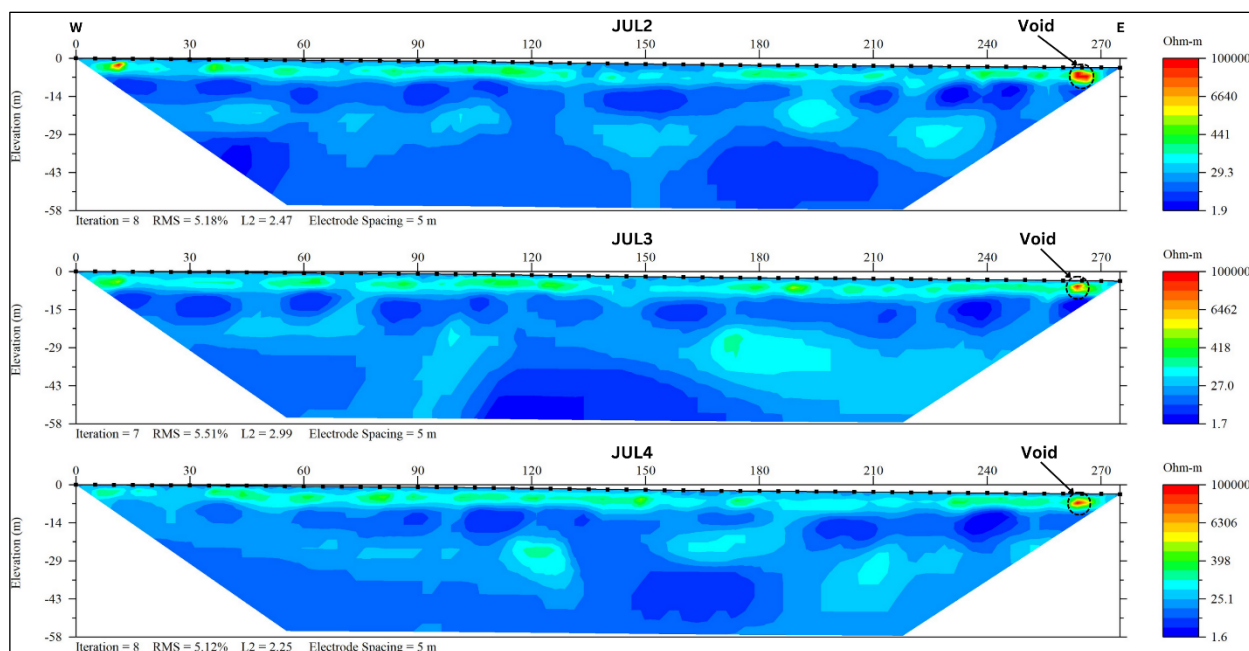 W JUL2 Void E
0 30 60 90 120 150 180 210 240 270
Ohm-m
0
-14
-29
-43
-58
Elevation (m)
100000
6640
441
29.3
1.9
Iteration = 8 RMS = 5.18% L2 = 2.47 Electrode Spacing = 5 m
JUL3 Void
0 30 60 90 120 150 180 210 240 270
Ohm-m
0
-15
-29
-43
-58
Elevation (m)
100000
6462
418
27.0
1.7
Iteration = 7 RMS = 5.51% L2 = 2.99 Electrode Spacing = 5 m
JUL4 Void
0 30 60 90 120 150 180 210 240 270
Ohm-m
0
-14
-29
-43
-58
Elevation (m)
100000
6306
398
25.1
1.6
Iteration = 8 RMS = 5.12% L2 = 2.25 Electrode Spacing = 5 m